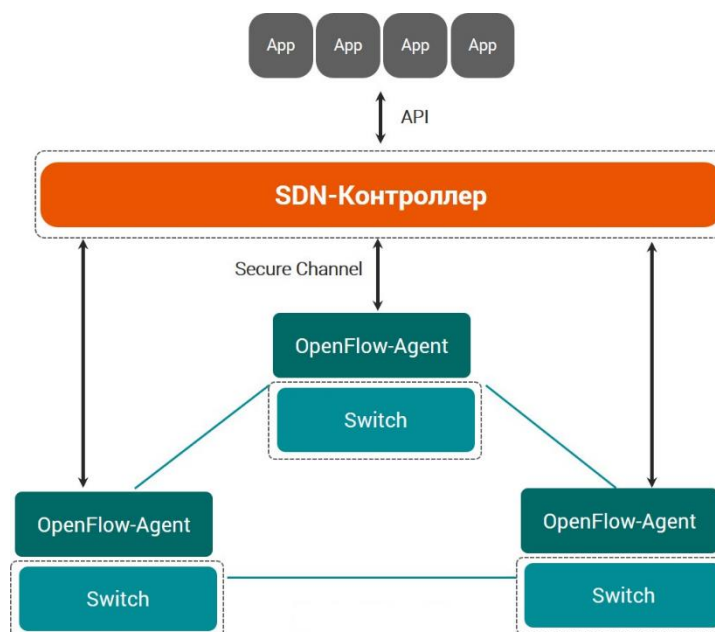 App App App App
API
SDN-Контроллер
Secure Channel
OpenFlow-Agent
Switch
OpenFlow-Agent
OpenFlow-Agent
Switch
Switch